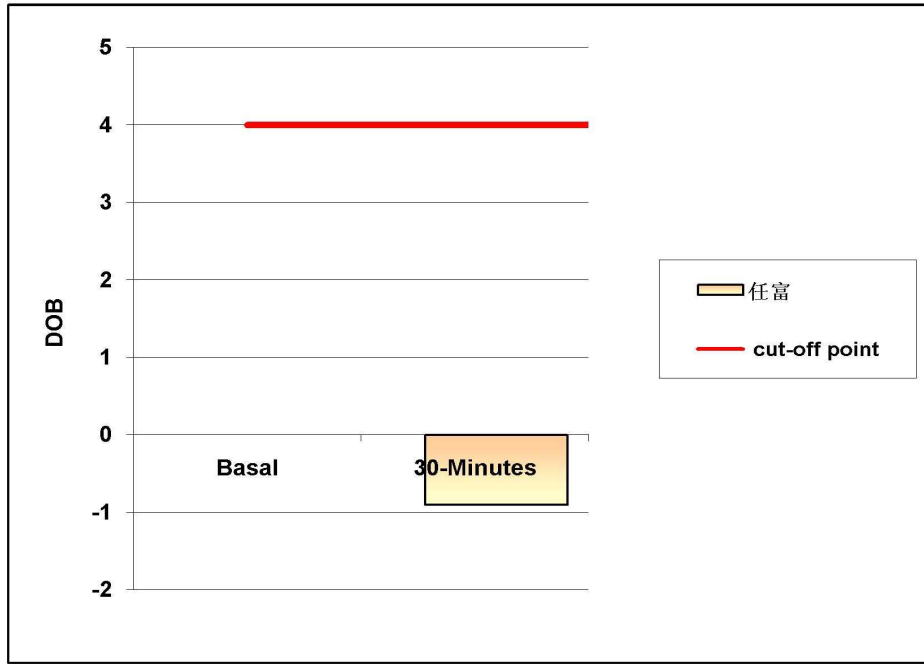 5
4
3
2
1
0
-1
-2
DOB
Basal
30-Minutes
任富
cut-off point